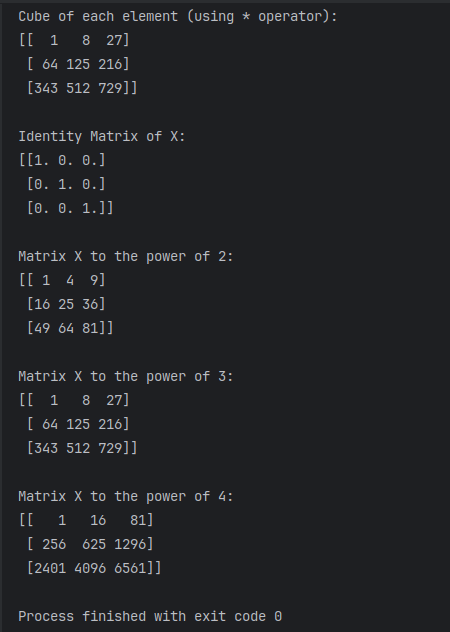 Cube of each element (using * operator):
[[  1   8  27]
 [ 64 125 216]
 [343 512 729]]
Identity Matrix of X:
[[1. 0. 0.]
 [0. 1. 0.]
 [0. 0. 1.]]
Matrix X to the power of 2:
[[ 1  4  9]
 [16 25 36]
 [49 64 81]]
Matrix X to the power of 3:
[[  1   8  27]
 [ 64 125 216]
 [343 512 729]]
Matrix X to the power of 4:
[[   1   16   81]
 [ 256  625 1296]
 [2401 4096 6561]]
Process finished with exit code 0